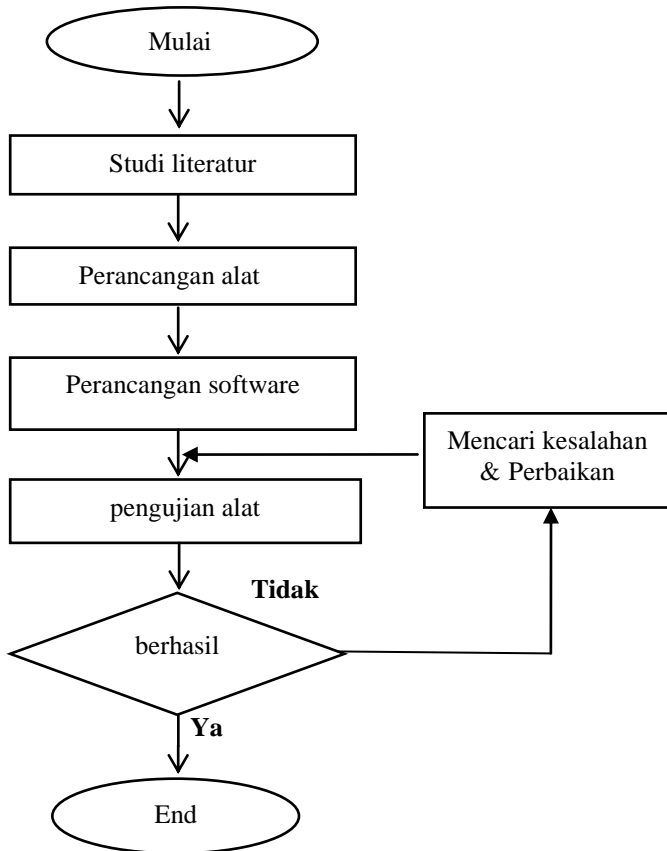 Mulai
Studi literatur
Perancangan alat
Perancangan software
Mencari kesalahan
& Perbaikan
pengujian alat
Tidak
berhasil
Ya
End